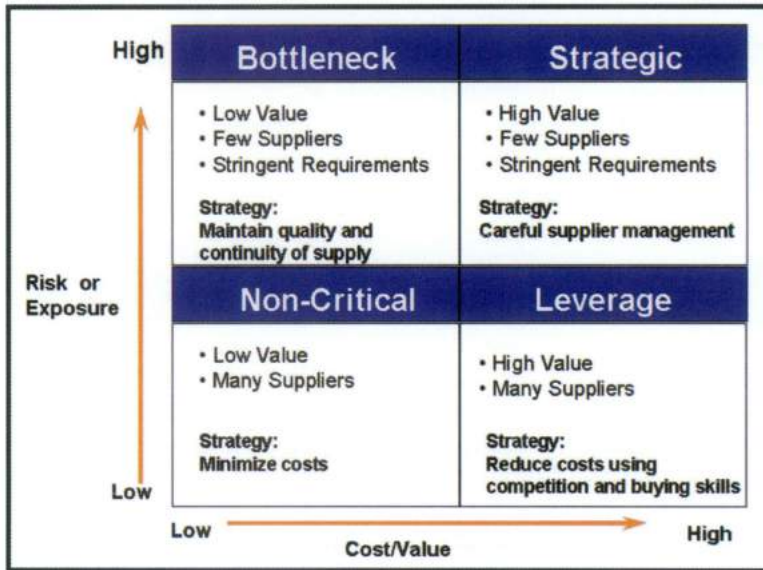 High
Bottleneck
Strategic
• Low Value
• Few Suppliers
• Stringent Requirements
Strategy:
Maintain quality and
continuity of supply
• High Value
• Few Suppliers
• Stringent Requirements
Strategy:
Careful supplier management
Risk or
Exposure
Non-Critical
Leverage
• Low Value
• Many Suppliers
Strategy:
Minimize costs
• High Value
• Many Suppliers
Strategy:
Reduce costs using
competition and buying skills
Low
Low
High
Cost/Value